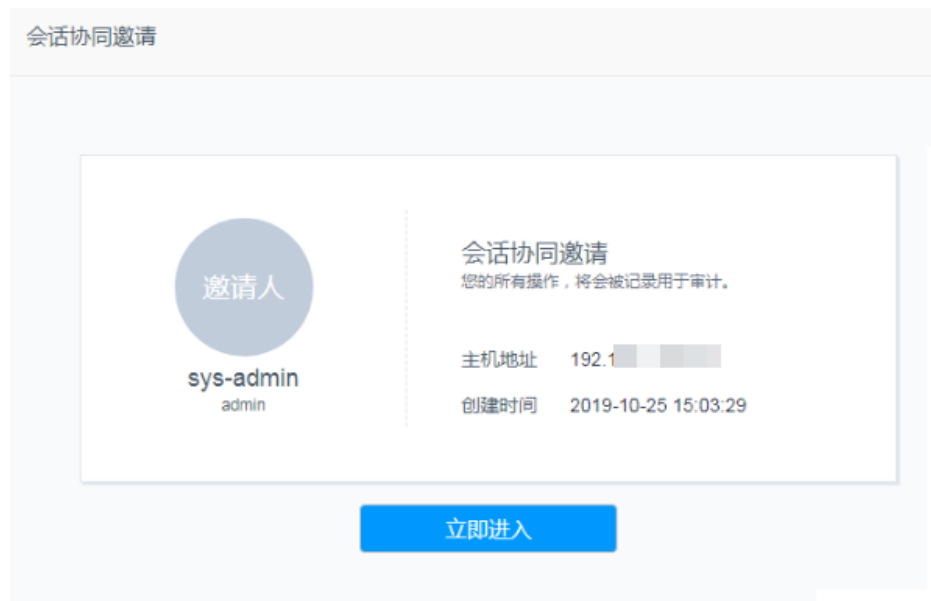 会话协同邀请
邀请人
sys-admin
admin
会话协同邀请
您的所有操作，将会被记录用于审计。
主机地址 192.1
创建时间 2019-10-25 15:03:29
立即进入